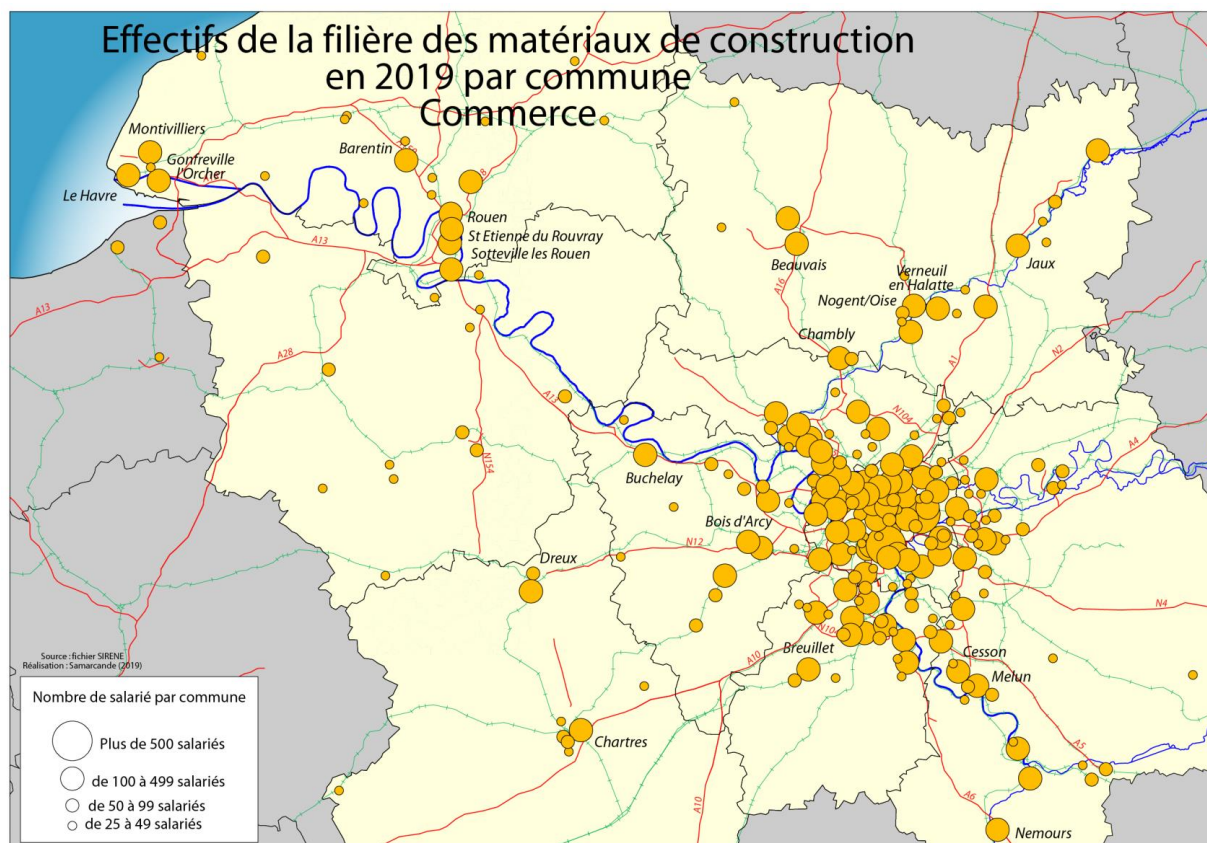 Effectifs de la filière des matériaux de construction
en 2019 par commune
Commerce
Montivilliers
Gonfreville
l'Orcher
Le Havre
Barentin
Rouen
St Etienne du Rouvray
Sotteville les Rouen
A13
A13
A28
A13
N154
Beauvais
A16
Verneuil
en Halatte
Nogent/Oise
Jaux
Chambly
A1
N2
N104
A4
Buchelay
Bois d'Arcy
N12
Dreux
N4
N104
Breuillet
A10
Cesson
Melun
A5
Chartres
A10
A6
Nemours
Source : fichier SIRENE
Réalisation : Samarcande (2019)
Nombre de salarié par commune
Plus de 500 salariés
de 100 à 499 salariés
de 50 à 99 salariés
de 25 à 49 salariés